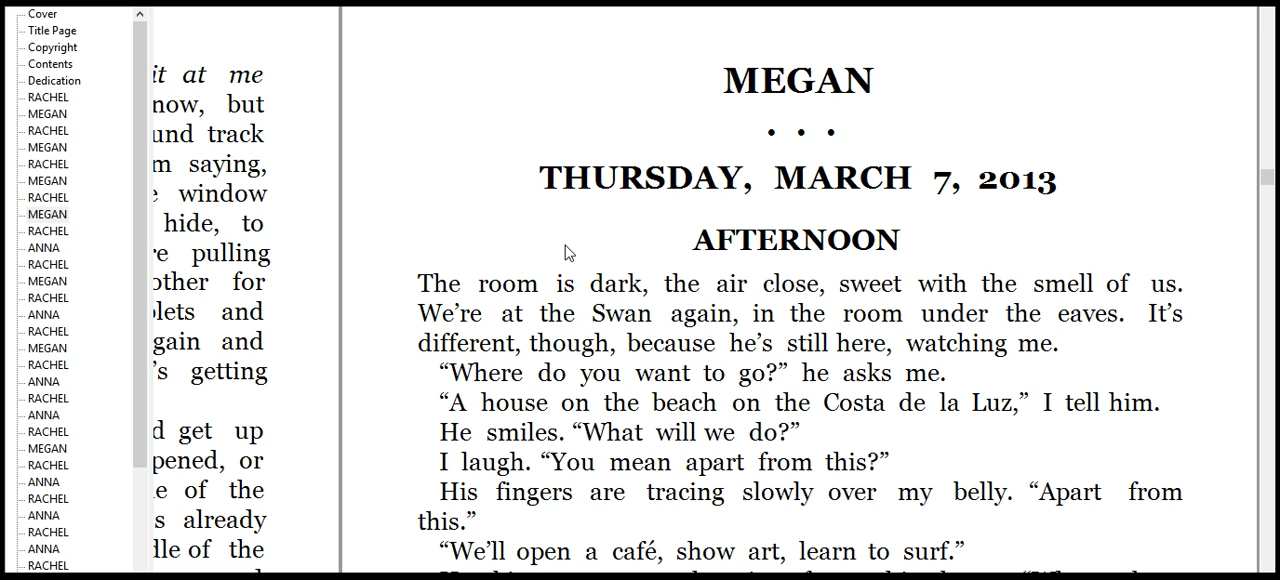 Cover
Title Page
Copyright
Contents
Dedication
RACHEL
MEGAN
RACHEL
MEGAN
RACHEL
MEGAN
RACHEL
MEGAN
RACHEL
ANNA
RACHEL
MEGAN
RACHEL
ANNA
RACHEL
MEGAN
RACHEL
ANNA
RACHEL
ANNA
RACHEL
MEGAN
RACHEL
ANNA
RACHEL
ANNA
RACHEL
ANNA
RACHEL
it at me
now, but
und track
m saying,
e window
hide, to
re pulling
other for
lets and
gain and
’s getting
d get up
pened, or
le of the
s already
dle of the
MEGAN
• • •
THURSDAY, MARCH 7, 2013
AFTERNOON
The room is dark, the air close, sweet with the smell of us.
We’re at the Swan again, in the room under the eaves. It’s
different, though, because he’s still here, watching me.
“Where do you want to go?” he asks me.
“A house on the beach on the Costa de la Luz,” I tell him.
He smiles. “What will we do?”
I laugh. “You mean apart from this?”
His fingers are tracing slowly over my belly. “Apart from
this.”
“We’ll open a café, show art, learn to surf.”